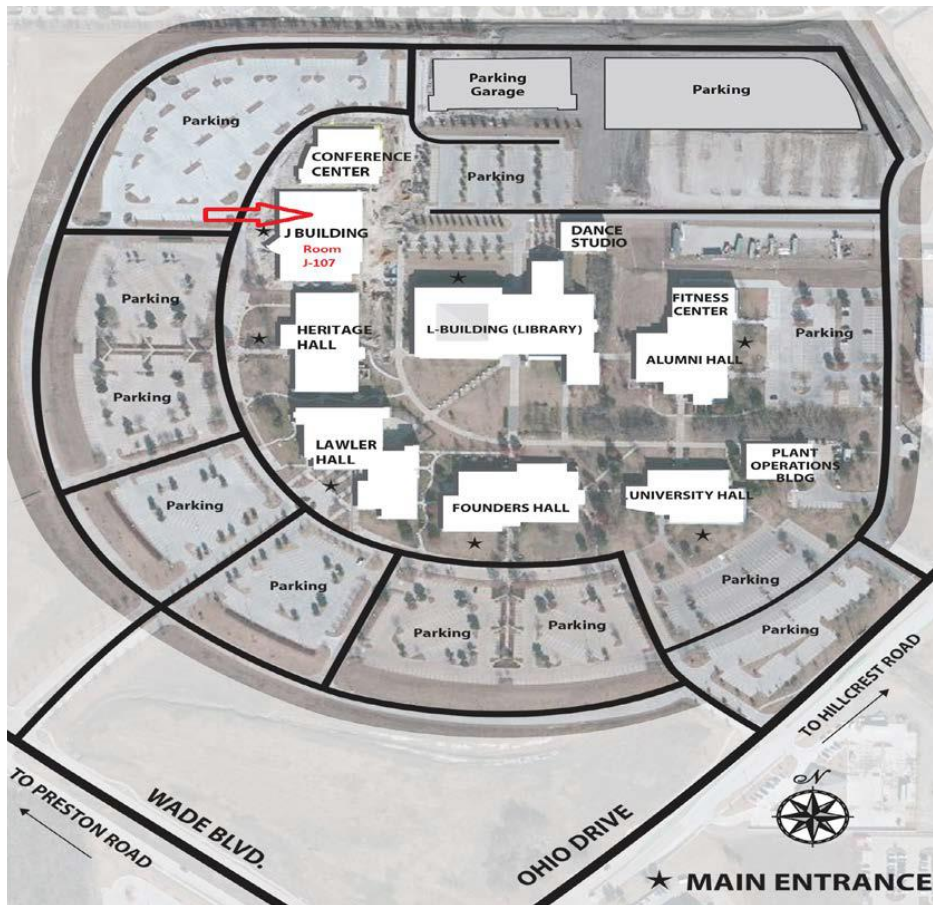 Parking
Garage
Parking
Parking
CONFERENCE
CENTER
Parking
J BUILDING
Room
J-107
DANCE
STUDIO
Parking
FITNESS
CENTER
HERITAGE
HALL
L-BUILDING (LIBRARY)
Parking
ALUMNI HALL
Parking
LAWLER
HALL
PLANT
OPERATIONS
BLDG
Parking
FOUNDERS HALL
UNIVERSITY HALL
Parking
Parking
Parking
Parking
Parking
TO HILLCREST ROAD
N
TO PRESTON ROAD
WADE BLVD.
OHIO DRIVE
MAIN ENTRANCE